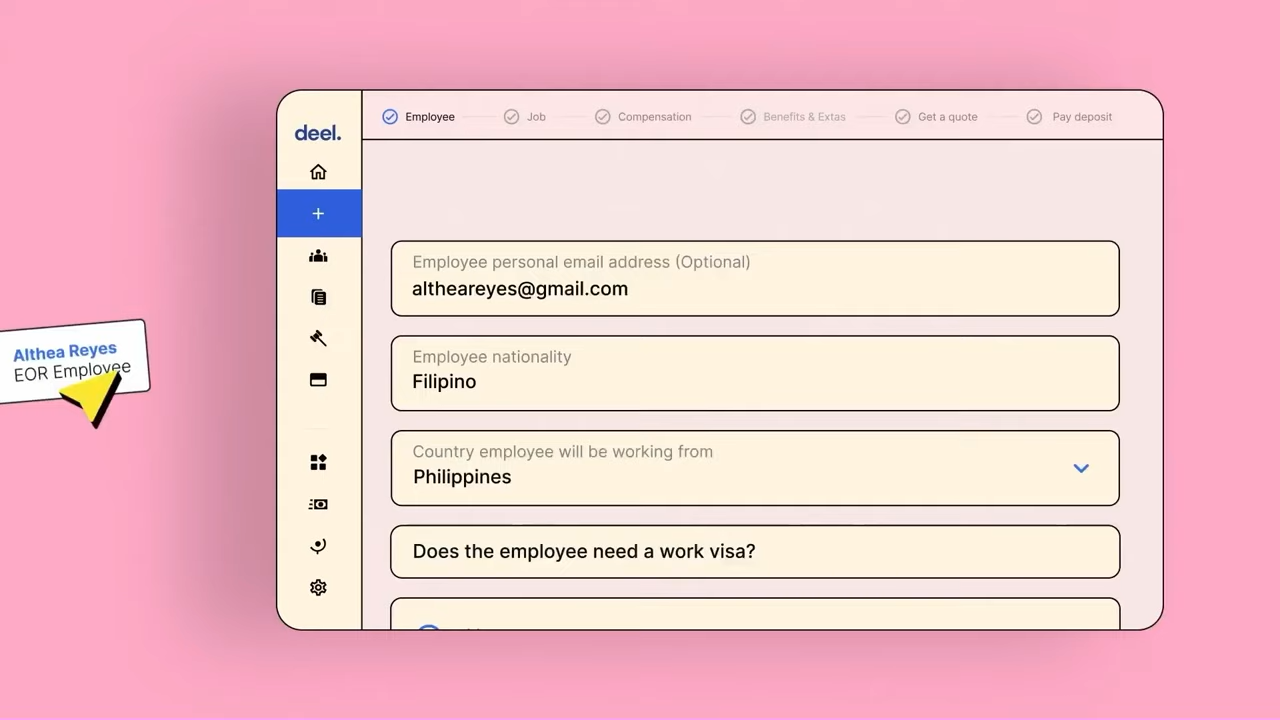 deel.
Employee
Job
Compensation
Benefits & Extas
Get a quote
Pay deposit
Employee personal email address (Optional)
altheareyes@gmail.com
Employee nationality
Filipino
Country employee will be working from
Philippines
Does the employee need a work visa?
Althea Reyes
EOR Employee